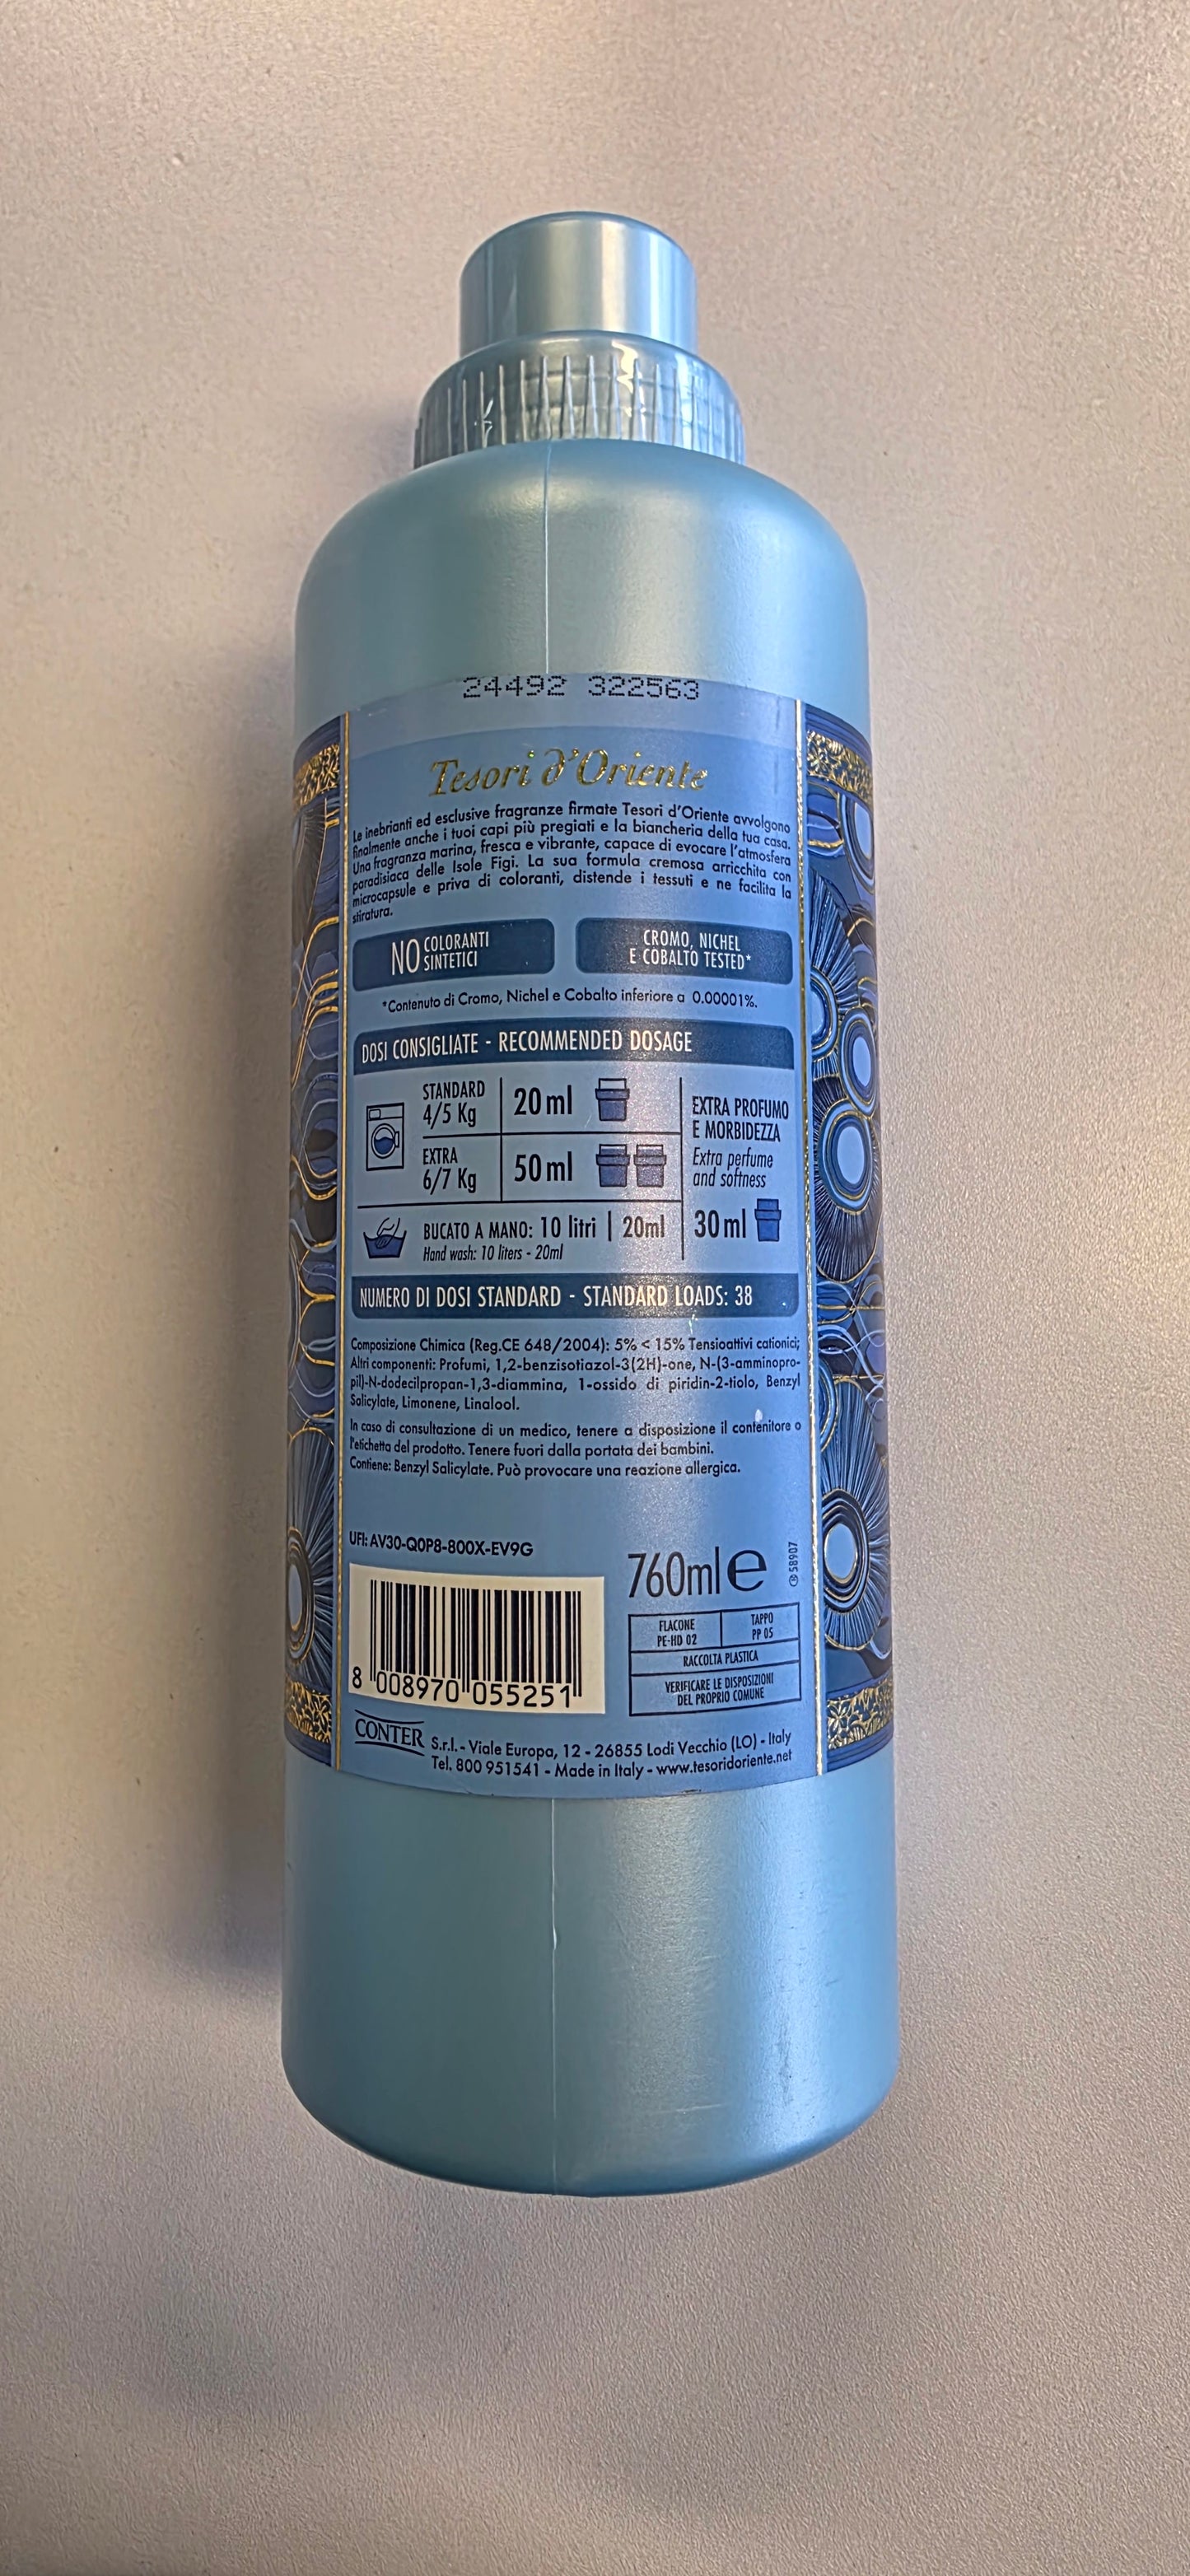 24492 322563
Tesori d'Oriente
Le inebrianti ed esclusive fragranze firmate Tesori d'Oriente avvolgono
finalmente anche i tuoi capi più pregiati e la biancheria della tua casa.
Una fragranza marina, fresca e vibrante, capace di evocare l'atmosfera
paradisiaca delle Isole Figi. La sua formula cremosa arricchita con
microcapsule e priva di coloranti, distende i tessuti e ne facilita la
stiratura.
NO COLORANTI
SINTETICI
CROMO, NICHEL
E COBALTO TESTED*
*Contenuto di Cromo, Nichel e Cobalto inferiore a 0.00001%.
DOSI CONSIGLIATE - RECOMMENDED DOSAGE
STANDARD
4/5 Kg
20 ml
EXTRA
6/7 Kg
50 ml
BUCATO A MANO: 10 litri | 20ml
Hand wash: 10 liters - 20ml
EXTRA PROFUMO
E MORBIDEZZA
Extra perfume
and softness
30 ml
NUMERO DI DOSI STANDARD - STANDARD LOADS: 38
Composizione Chimica (Reg.CE 648/2004): 5% < 15% Tensioattivi cationici;
Altri componenti: Profumi, 1,2-benzisotiazol-3(2H)-one, N-(3-amminopro-
pil)-N-dodecilpropan-1,3-diammina, 1-ossido di piridin-2-tiolo, Benzyl
Salicylate, Limonene, Linalool.
In caso di consultazione di un medico, tenere a disposizione il contenitore o
l'etichetta del prodotto. Tenere fuori dalla portata dei bambini.
Contiene: Benzyl Salicylate. Può provocare una reazione allergica.
UFI: AV30-Q0P8-800X-EV9G
760ml e
58907
FLACONE
PE-HD 02
TAPPO
PP 05
RACCOLTA PLASTICA
VERIFICARE LE DISPOSIZIONI
DEL PROPRIO COMUNE
8 008970 055251
CONTER S.r.l. - Viale Europa, 12 - 26855 Lodi Vecchio (LO) - Italy
Tel. 800 951541 - Made in Italy - www.tesoridoriente.net